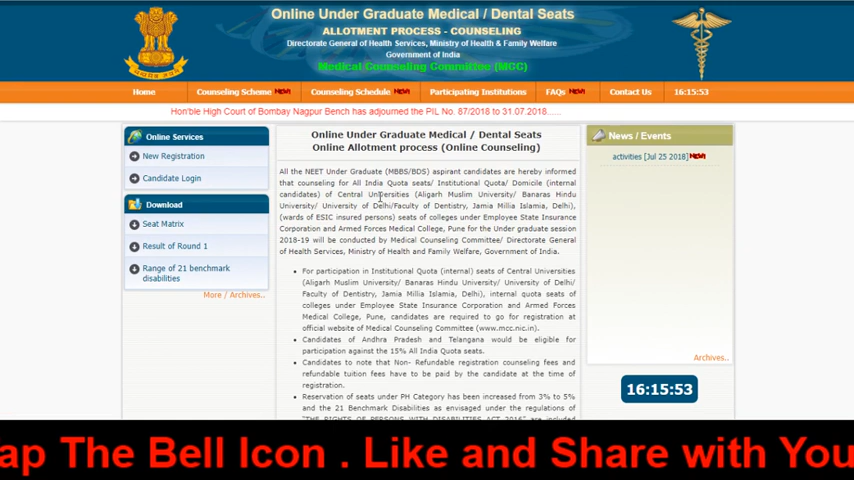 Online Under Graduate Medical / Dental Seats
ALLOTMENT PROCESS - COUNSELING
Directorate General of Health Services, Ministry of Health & Family Welfare
Government of India
Medical Counseling Committee (MCC)
Home Counseling Scheme NEW! Counseling Schedule NEW! Participating Institutions FAQs NEW! Contact Us 16:15:53
Hon'ble High Court of Bombay Nagpur Bench has adjourned the PIL No. 87/2018 to 31.07.2018......
Online Services
New Registration
Candidate Login
Download
Seat Matrix
Result of Round 1
Range of 21 benchmark
disabilities
More / Archives..
Online Under Graduate Medical / Dental Seats
Online Allotment process (Online Counseling)
All the NEET Under Graduate (MBBS/BDS) aspirant candidates are hereby informed
that counseling for All India Quota seats/ Institutional Quota/ Domicile (internal
candidates) of Central Universities (Aligarh Muslim University/ Banaras Hindu
University/ University of Delhi/Faculty of Dentistry, Jamia Millia Islamia, Delhi),
(wards of ESIC insured persons) seats of colleges under Employee State Insurance
Corporation and Armed Forces Medical College, Pune for the Under graduate session
2018-19 will be conducted by Medical Counseling Committee/ Directorate General
of Health Services, Ministry of Health and Family Welfare, Government of India.
• For participation in Institutional Quota (internal) seats of Central Universities
(Aligarh Muslim University/ Banaras Hindu University/ University of Delhi/
Faculty of Dentistry, Jamia Millia Islamia, Delhi), internal quota seats of
colleges under Employee State Insurance Corporation and Armed Forces
Medical College, Pune, candidates are required to go for registration at
official website of Medical Counseling Committee (www.mcc.nic.in).
• Candidates of Andhra Pradesh and Telangana would be eligible for
participation against the 15% All India Quota seats.
• Candidates to note that Non- Refundable registration counseling fees and
refundable tuition fees have to be paid by the candidate at the time of
registration.
• Reservation of seats under PH Category has been increased from 3% to 5%
and the 21 Benchmark Disabilities as envisaged under the regulations of
"THE RIGHTS OF PERSONS WITH DISABILITIES ACT 2016" are included
News / Events
activities [Jul 25 2018] NEW!
Archives..
16:15:53
ap The Bell Icon . Like and Share with You